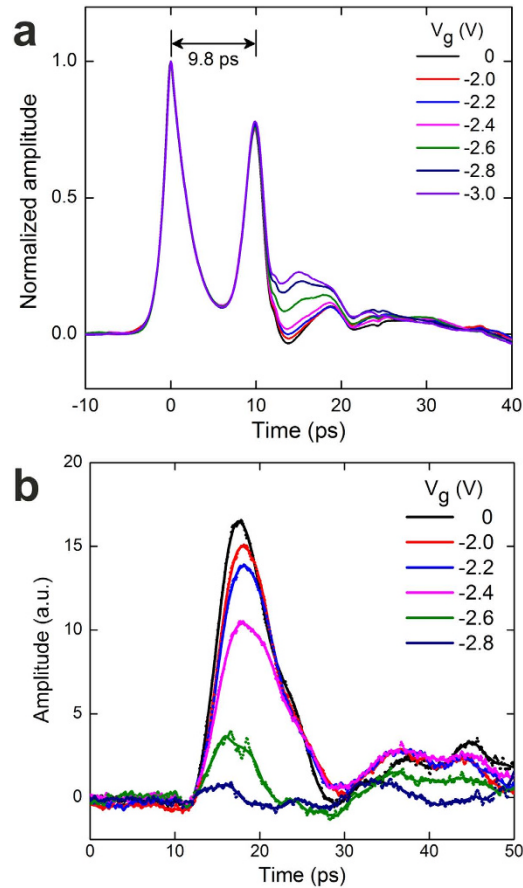 a
V_g (V)
0
-2.0
-2.2
-2.4
-2.6
-2.8
-3.0
9.8 ps
1.0
0.5
0.0
Normalized amplitude
-10 0 10 20 30 40
Time (ps)
b
V_g (V)
0
-2.0
-2.2
-2.4
-2.6
-2.8
20
15
10
5
0
Amplitude (a.u.)
0 10 20 30 40 50
Time (ps)